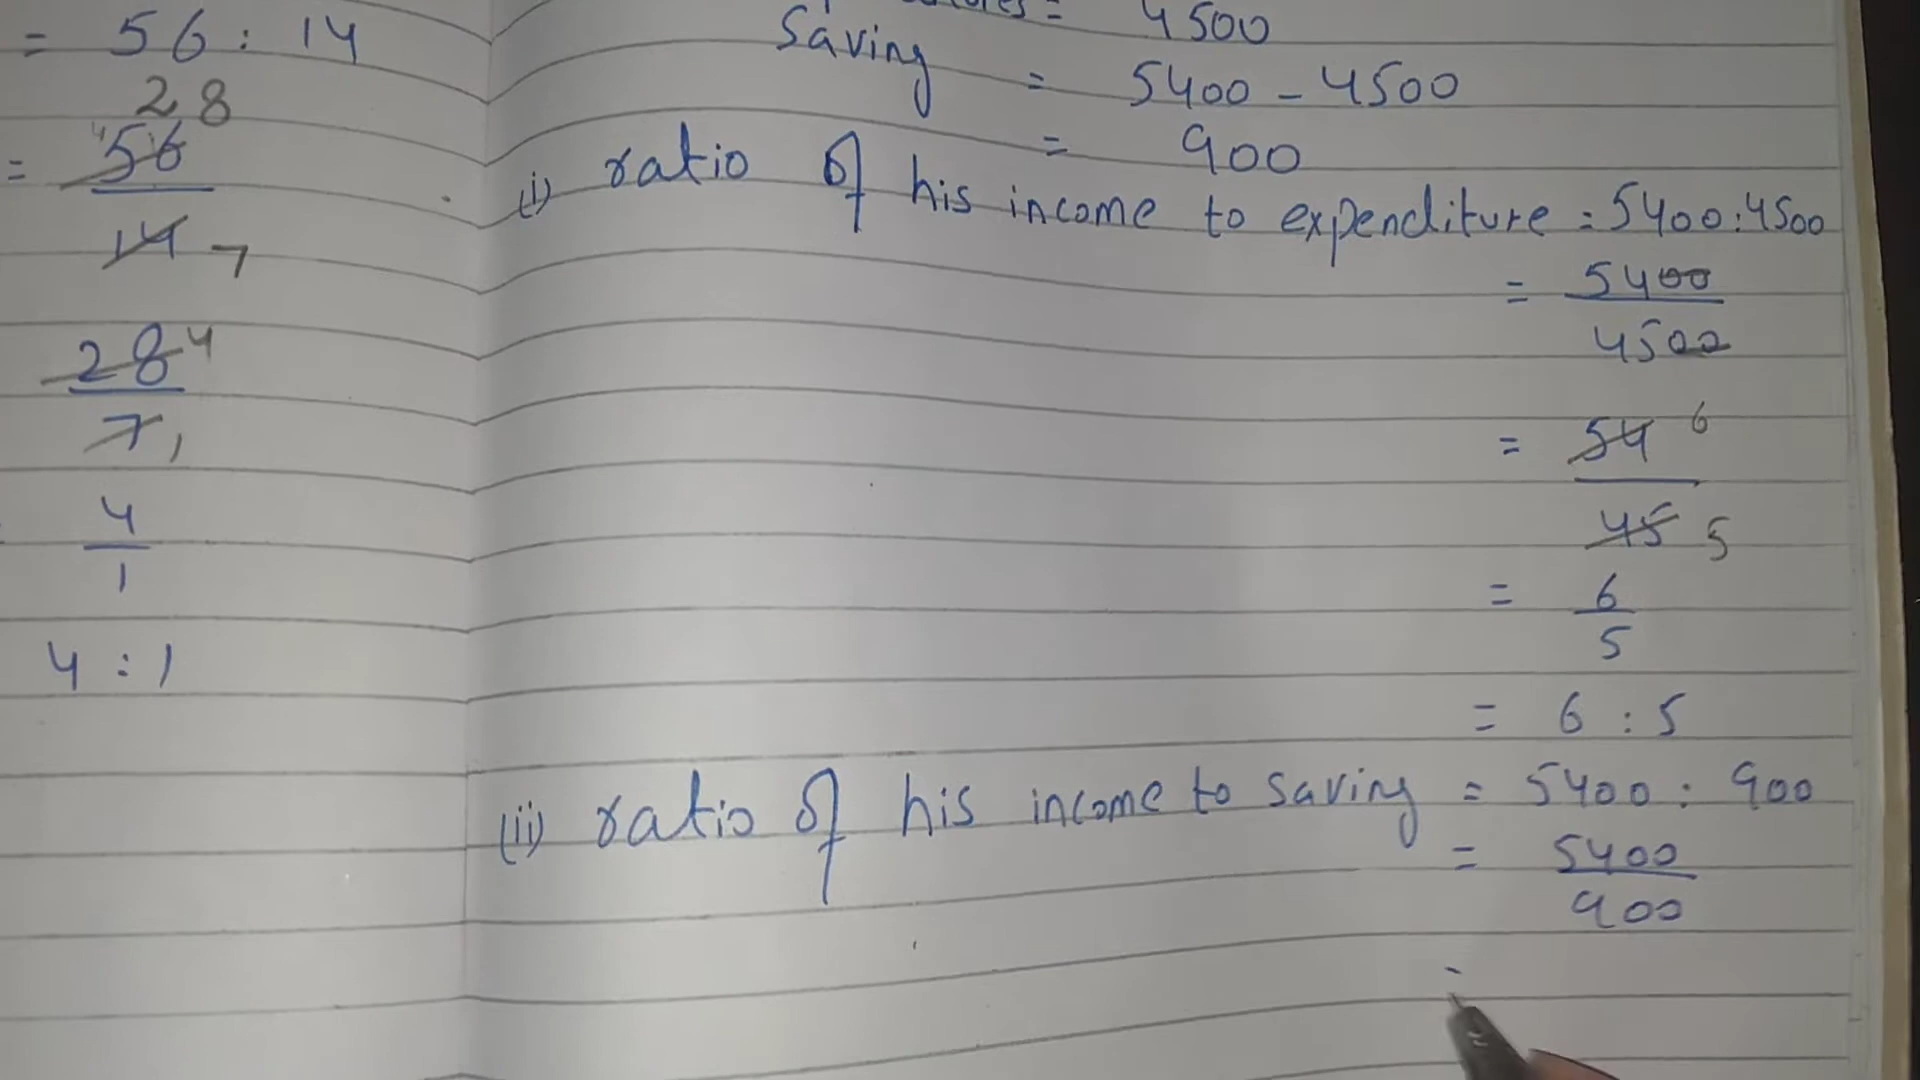 = 56 : 14
28
4
= 56
14 7
28 4
7 1
4
1
4 : 1
= 4500
Saving = 5400 - 4500
= 900
(i) ratio of his income to expenditure = 5400:4500
= 5400
4500
= 54 6
45 5
= 6
5
= 6 : 5
(ii) ratio of his income to saving = 5400 : 900
= 5400
900
-